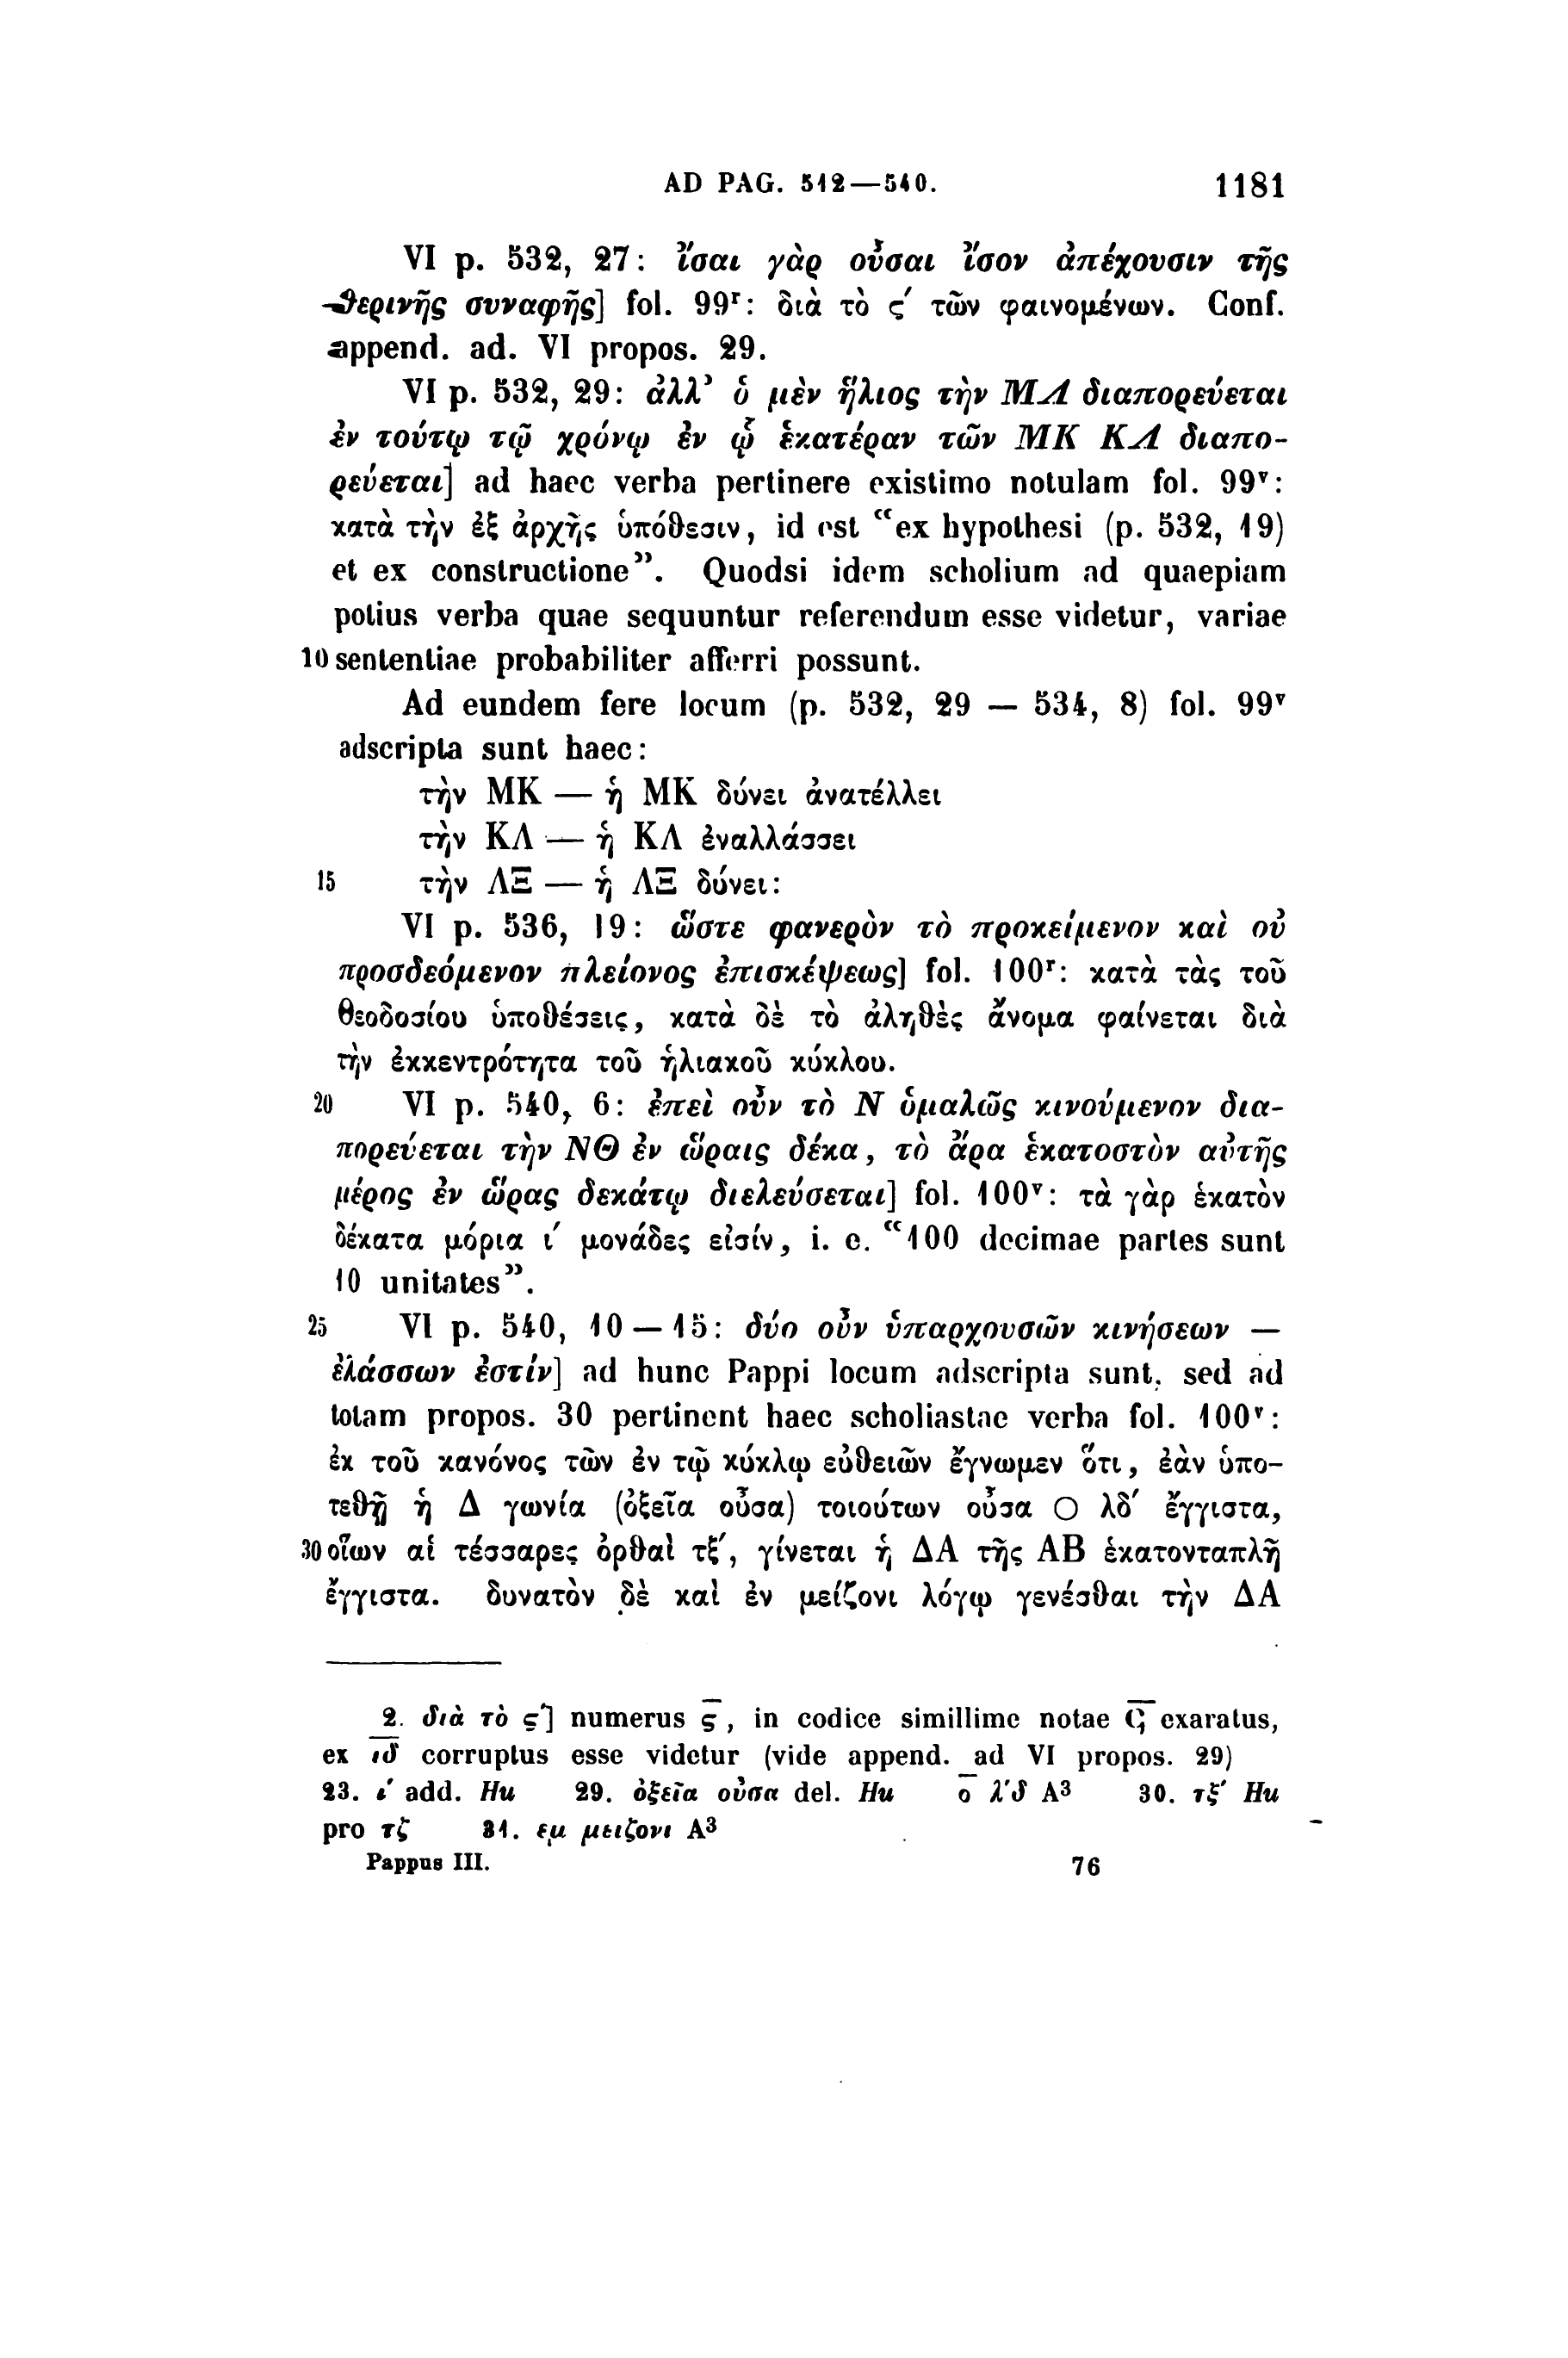 AD PAG. 512—540. 1181
VI p. 532, 27: ἴσαι γὰρ οὖσαι ἴσον ἀπέχουσιν τῆς
θερινῆς συναφῆς] fol. 99ʳ: διὰ τὸ ς´ τῶν φαινομένων. Conf.
append. ad. VI propos. 29.
VI p. 532, 29: ἀλλ᾽ ὁ μὲν ἥλιος τὴν ΜΛ διαπορεύεται
ἐν τούτῳ τῷ χρόνῳ ἐν ᾧ ἑκατέραν τῶν ΜΚ ΚΛ διαπο-
ρεύεται] ad haec verba pertinere existimo notulam fol. 99ᵛ:
κατὰ τὴν ἐξ ἀρχῆς ὑπόθεσιν, id est “ex hypothesi (p. 532, 19)
et ex constructione”. Quodsi idem scholium ad quaepiam
potius verba quae sequuntur referendum esse videtur, variae
10 sententiae probabiliter afferri possunt.
Ad eundem fere locum (p. 532, 29 — 534, 8) fol. 99ᵛ
adscripta sunt haec:
τὴν ΜΚ — ἡ ΜΚ δύνει ἀνατέλλει
τὴν ΚΛ — ἡ ΚΛ ἐναλλάσσει
15 τὴν ΛΞ — ἡ ΛΞ δύνει:
VI p. 536, 19: ὥστε φανερὸν τὸ προκείμενον καὶ οὐ
προσδεόμενον πλείονος ἐπισκέψεως] fol. 100ʳ: κατὰ τὰς τοῦ
Θεοδοσίου ὑποθέσεις, κατὰ δὲ τὸ ἀληθὲς ἄνομα φαίνεται διὰ
τὴν ἐκκεντρότητα τοῦ ἡλιακοῦ κύκλου.
20 VI p. 540, 6: ἐπεὶ οὖν τὸ Ν ὁμαλῶς κινούμενον δια-
πορεύεται τὴν ΝΘ ἐν ὥραις δέκα, τὸ ἄρα ἑκατοστὸν αὐτῆς
μέρος ἐν ὥρας δεκάτῳ διελεύσεται] fol. 100ᵛ: τὰ γὰρ ἑκατὸν
δέκατα μόρια ι´ μονάδες εἰσίν, i. e. “100 decimae partes sunt
10 unitates”.
25 VI p. 540, 10 — 15: δύο οὖν ὑπαρχουσῶν κινήσεων —
ἐλάσσων ἐστίν] ad hunc Pappi locum adscripta sunt, sed ad
totam propos. 30 pertinent haec scholiastae verba fol. 100ᵛ:
ἐκ τοῦ κανόνος τῶν ἐν τῷ κύκλῳ εὐθειῶν ἔγνωμεν ὅτι, ἐὰν ὑπο-
τεθῇ ἡ Δ γωνία (ὀξεῖα οὖσα) τοιούτων οὖσα Ο λδ´ ἔγγιστα,
30 οἵων αἱ τέσσαρες ὀρθαὶ τξ´, γίνεται ἡ ΔΑ τῆς ΑΒ ἑκατονταπλῆ
ἔγγιστα. δυνατὸν δὲ καὶ ἐν μείζονι λόγῳ γενέσθαι τὴν ΔΑ
2. διὰ τὸ ς´] numerus ς̅, in codice simillime notae Ϥ̅ exaratus,
ex ι̅δ̅ corruptus esse videtur (vide append. ad VI propos. 29)
23. ι´ add. Hu 29. ὀξεῖα οὖσα del. Hu ο̅ λ´δ A³ 30. τξ´ Hu
pro τζ 31. εμ μειζονι A³
Pappus III. 76